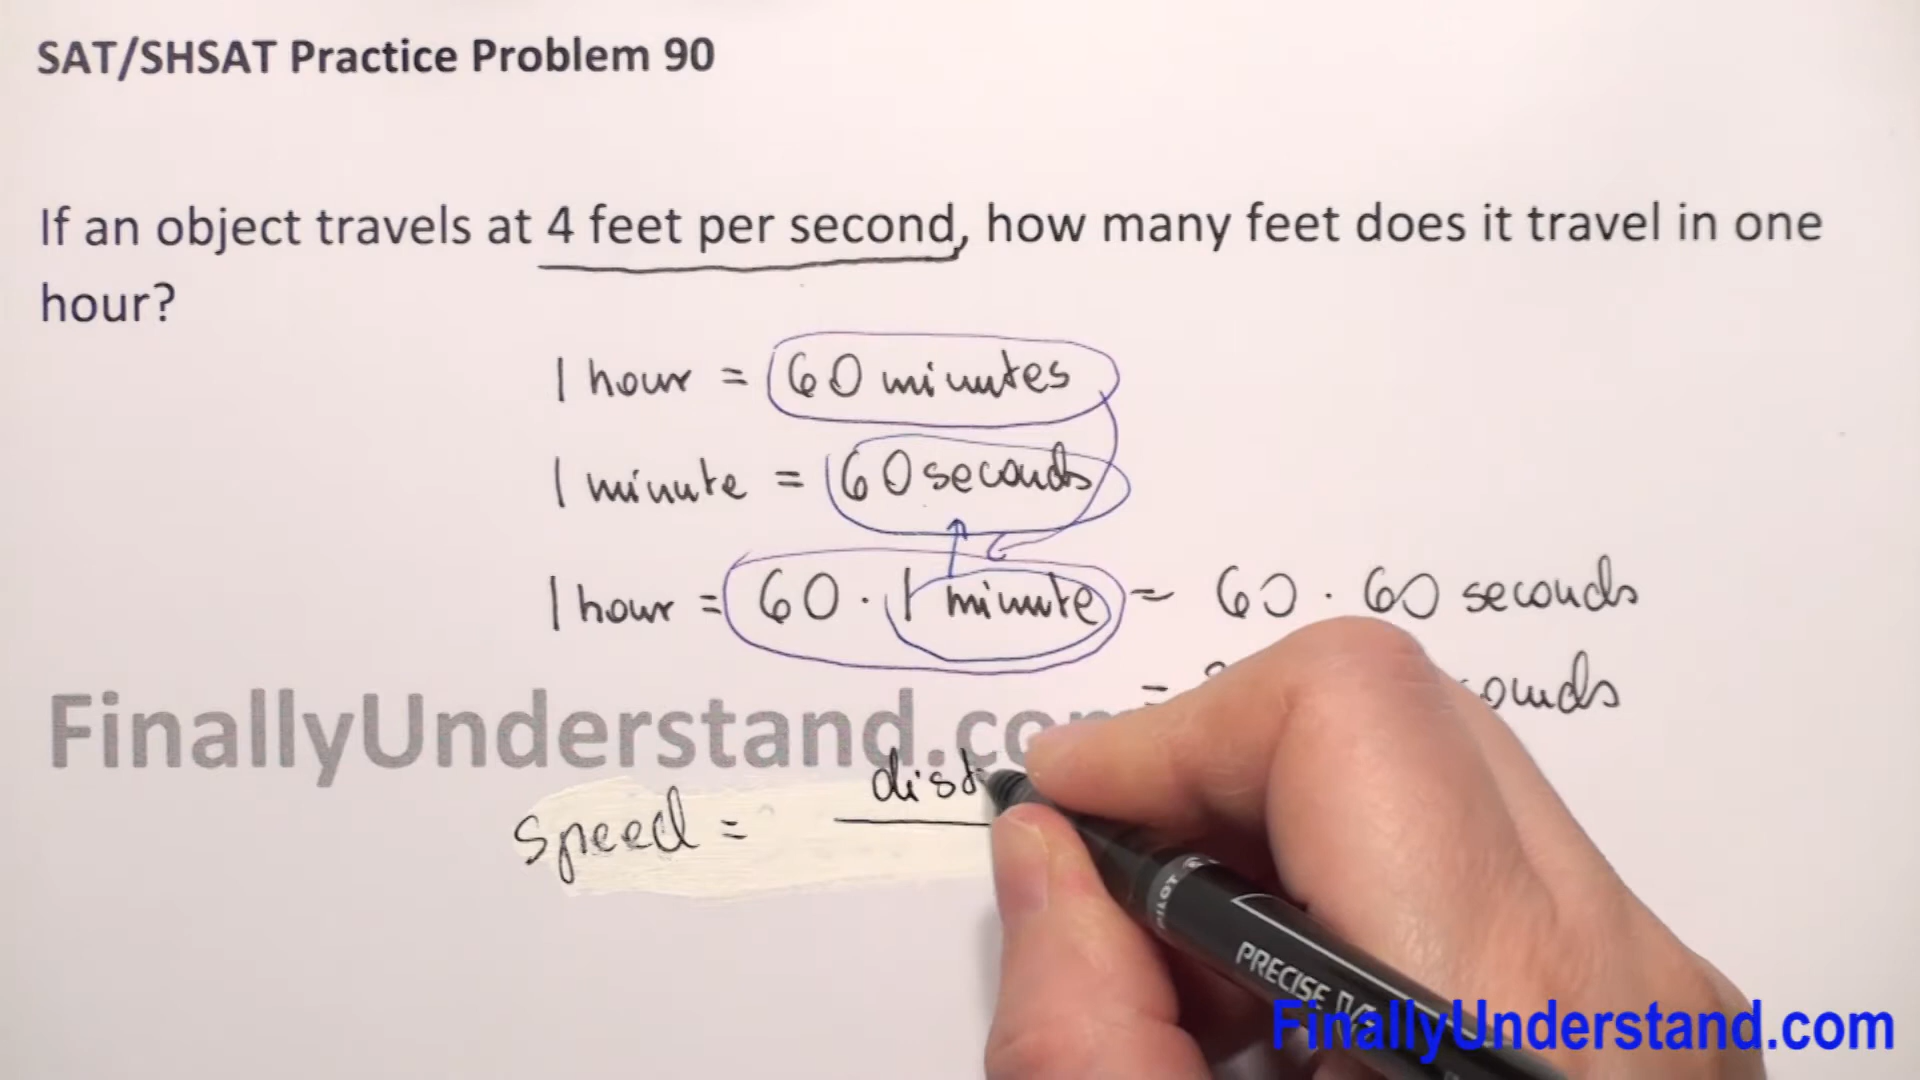 SAT/SHSAT Practice Problem 90
If an object travels at 4 feet per second, how many feet does it travel in one
hour?
1 hour = 60 minutes
1 minute = 60 seconds
1 hour = 60 · 1 minute = 60 · 60 seconds
=
FinallyUnderstand.com
dist
speed =
PILOT
PRECISE
FinallyUnderstand.com